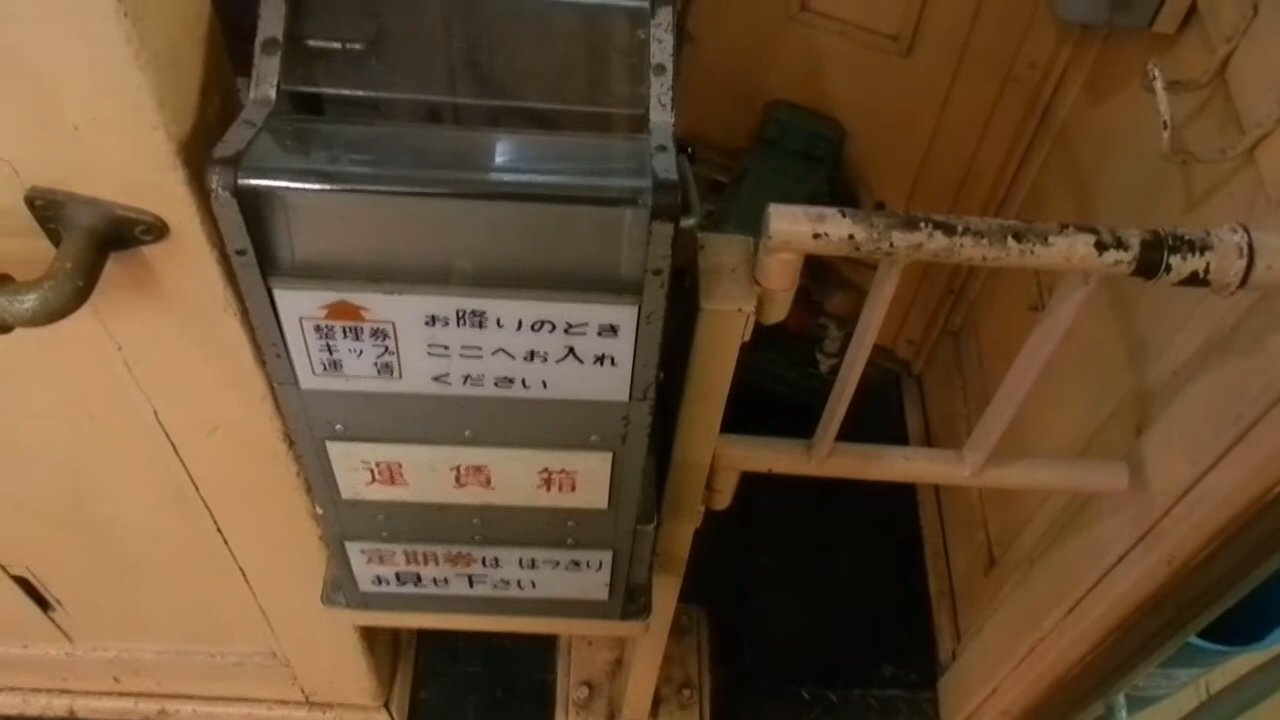 整理券
キップ
運賃
お降りのとき
ここへお入れ
ください
運賃箱
定期券は はっきり
お見せ下さい